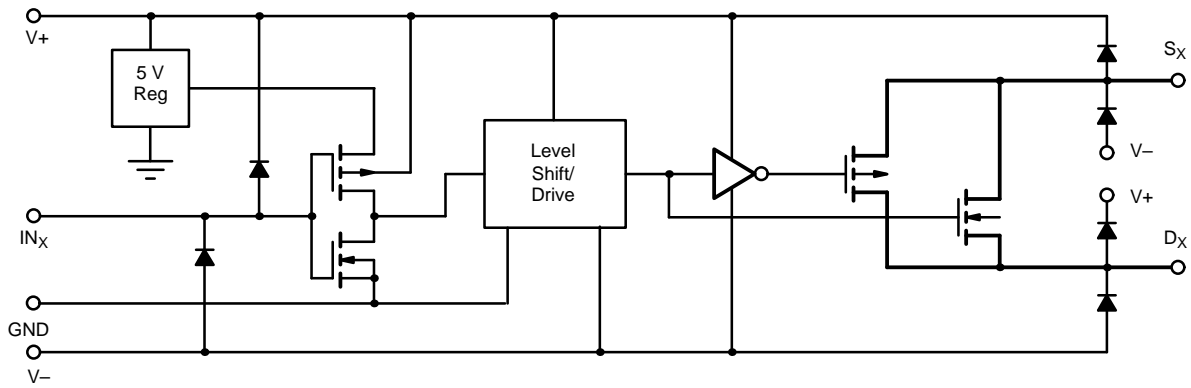 V+
5 V
Reg
Level
Shift/
Drive
S_X
V–
V+
IN_X
D_X
GND
V–